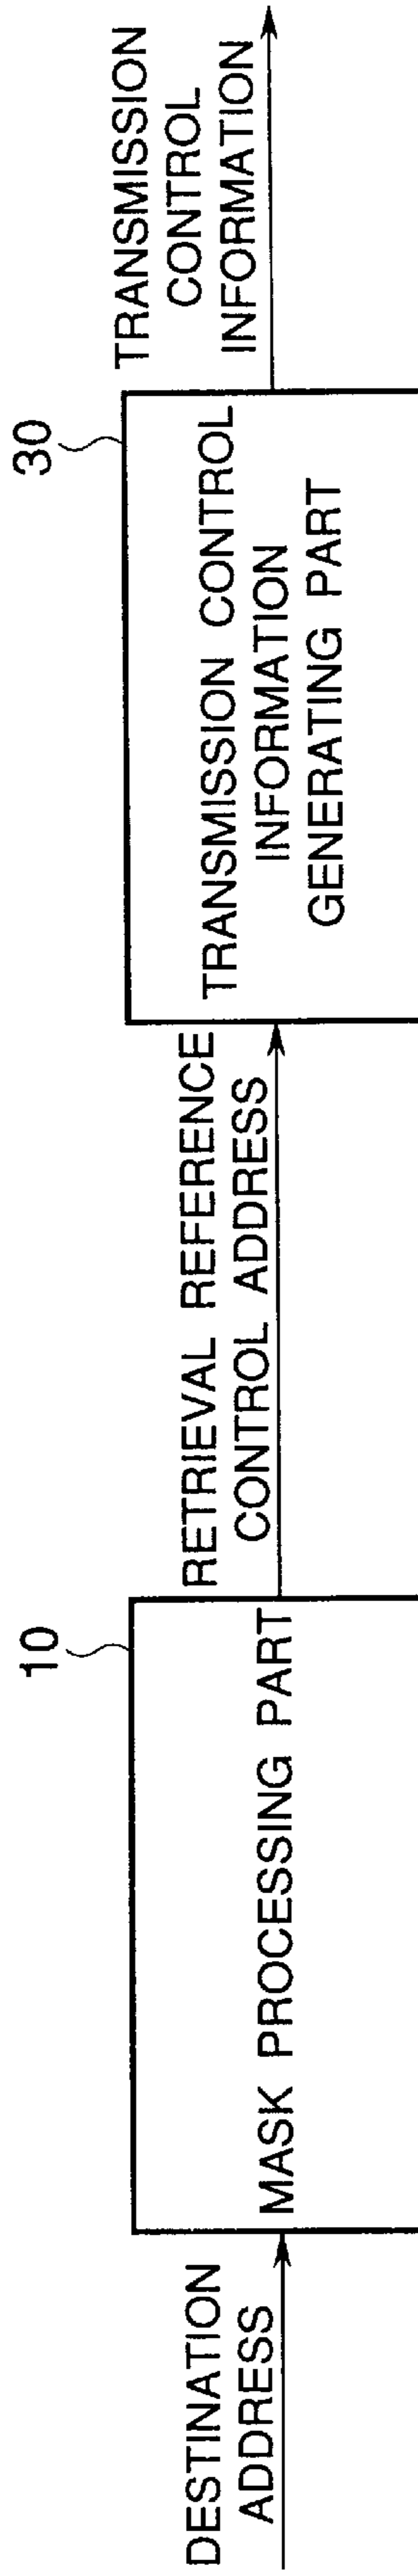 DESTINATION
ADDRESS
10
MASK PROCESSING PART
RETRIEVAL REFERENCE
CONTROL ADDRESS
30
TRANSMISSION CONTROL
INFORMATION
GENERATING PART
TRANSMISSION
CONTROL
INFORMATION